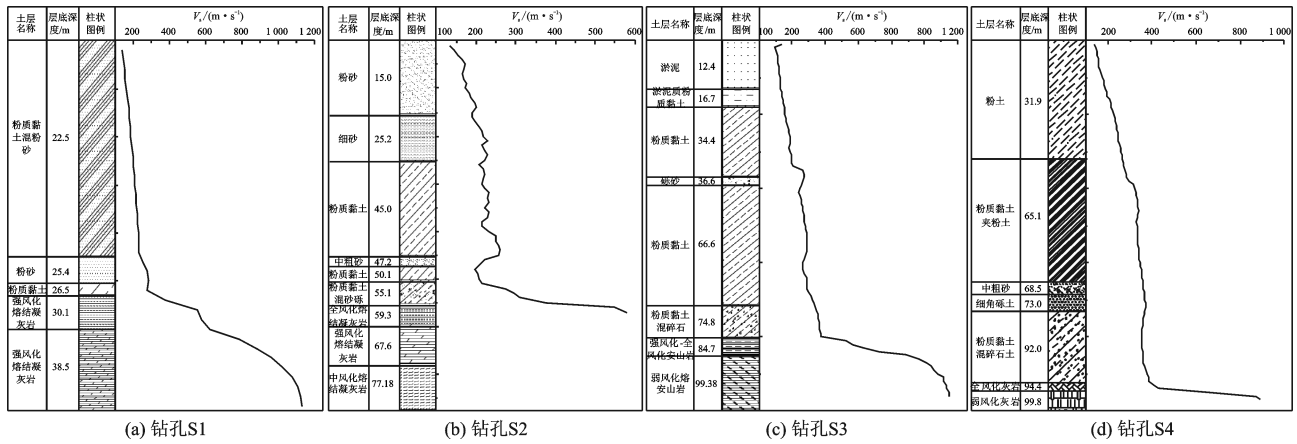 土层
名称
层底深
度/m
柱状
图例
Vs/(m·s⁻¹)
200 400 600 800 1 000 1 200
粉质黏
土混粉
砂
22.5
粉砂
25.4
粉质黏土
26.5
强风化
熔结凝
灰岩
30.1
强风化
熔结凝
灰岩
38.5
(a) 钻孔S1
土层
名称
层底深
度/m
柱状
图例
Vs/(m·s⁻¹)
100 200 300 400 500 600
粉砂
15.0
细砂
25.2
粉质黏土
45.0
中粗砂
47.2
粉质黏土
50.1
粉质黏土
混砂砾
55.1
全风化熔
结凝灰岩
59.3
强风化
熔结凝
灰岩
67.6
中风化熔
结凝灰岩
77.18
(b) 钻孔S2
土层名称
层底深
度/m
柱状
图例
Vs/(m·s⁻¹)
100 200 400 600 800 1 000 1 200
淤泥
12.4
淤泥质粉
质黏土
16.7
粉质黏土
34.4
砾砂
36.6
粉质黏土
66.6
粉质黏土
混碎石
74.8
强风化-全
风化安山岩
84.7
弱风化熔
安山岩
99.38
(c) 钻孔S3
土层名称
层底深
度/m
柱状
图例
Vs/(m·s⁻¹)
100 200 400 600 800 1 000
粉土
31.9
粉质黏土
夹粉土
65.1
中粗砂
68.5
细角砾土
73.0
粉质黏土
混碎石土
92.0
全风化灰岩
94.4
弱风化灰岩
99.8
(d) 钻孔S4